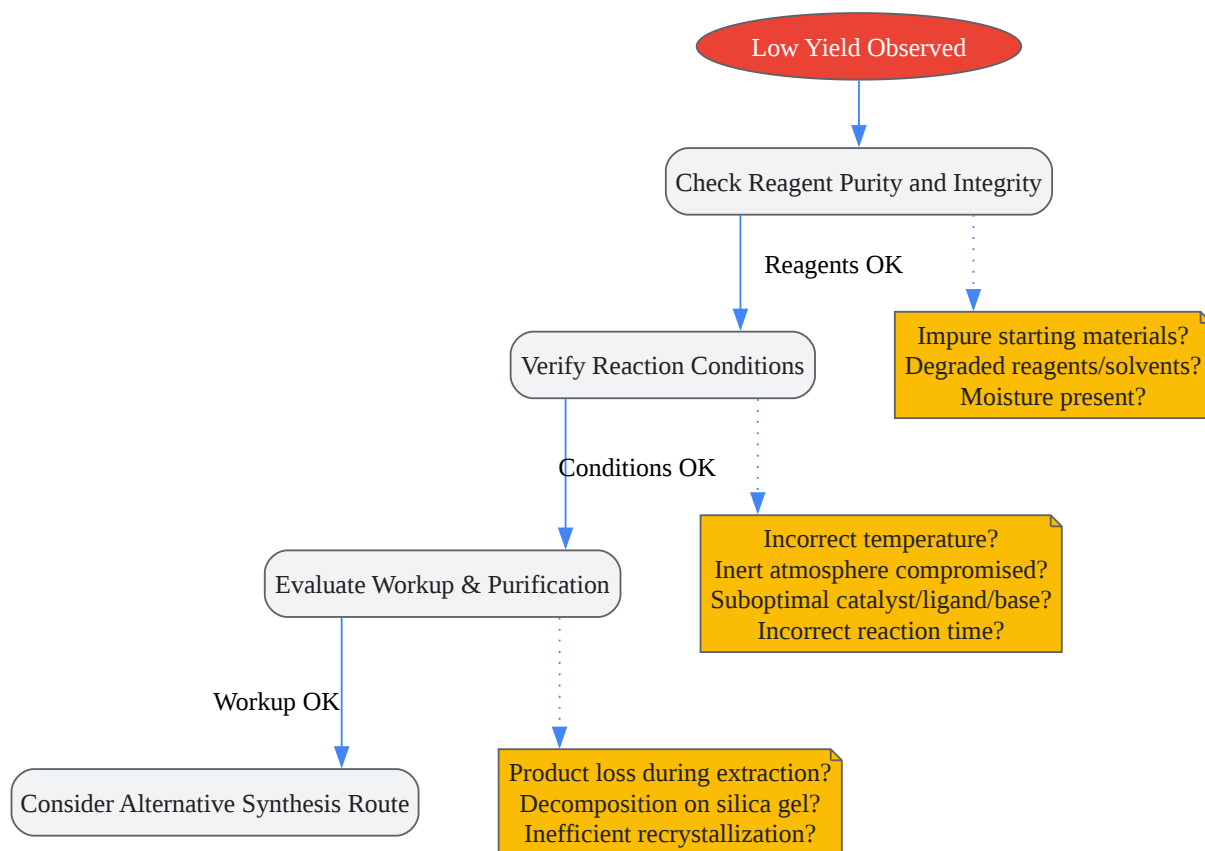 Low Yield Observed
Check Reagent Purity and Integrity
Reagents OK
Impure starting materials?
Degraded reagents/solvents?
Moisture present?
Verify Reaction Conditions
Conditions OK
Incorrect temperature?
Inert atmosphere compromised?
Suboptimal catalyst/ligand/base?
Incorrect reaction time?
Evaluate Workup & Purification
Workup OK
Product loss during extraction?
Decomposition on silica gel?
Inefficient recrystallization?
Consider Alternative Synthesis Route